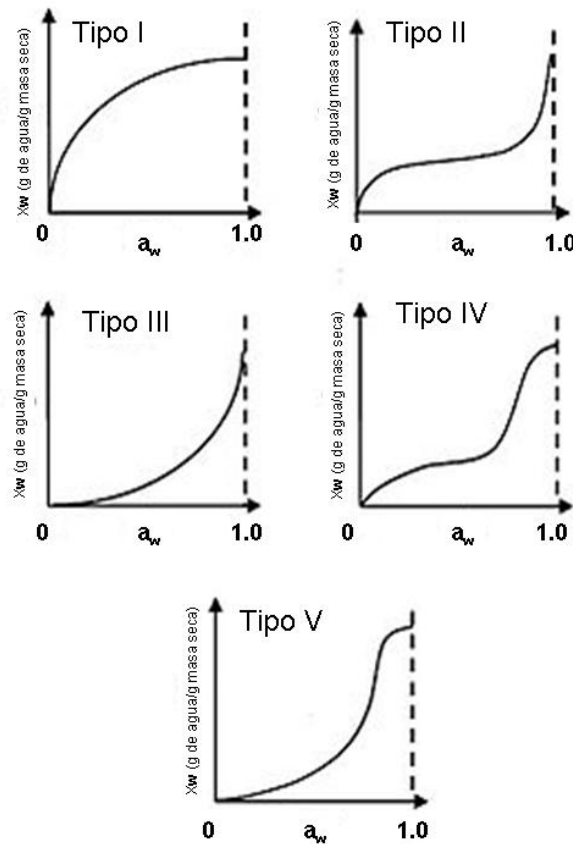 Tipo I
Xw (g de agua/g masa seca)
0 1.0
aw
Tipo II
Xw (g de agua/g masa seca)
0 1.0
aw
Tipo III
Xw (g de agua/g masa seca)
0 aw 1.0
Tipo IV
Xw (g de agua/g masa seca)
0 aw 1.0
Tipo V
Xw (g de agua/g masa seca)
0 aw 1.0